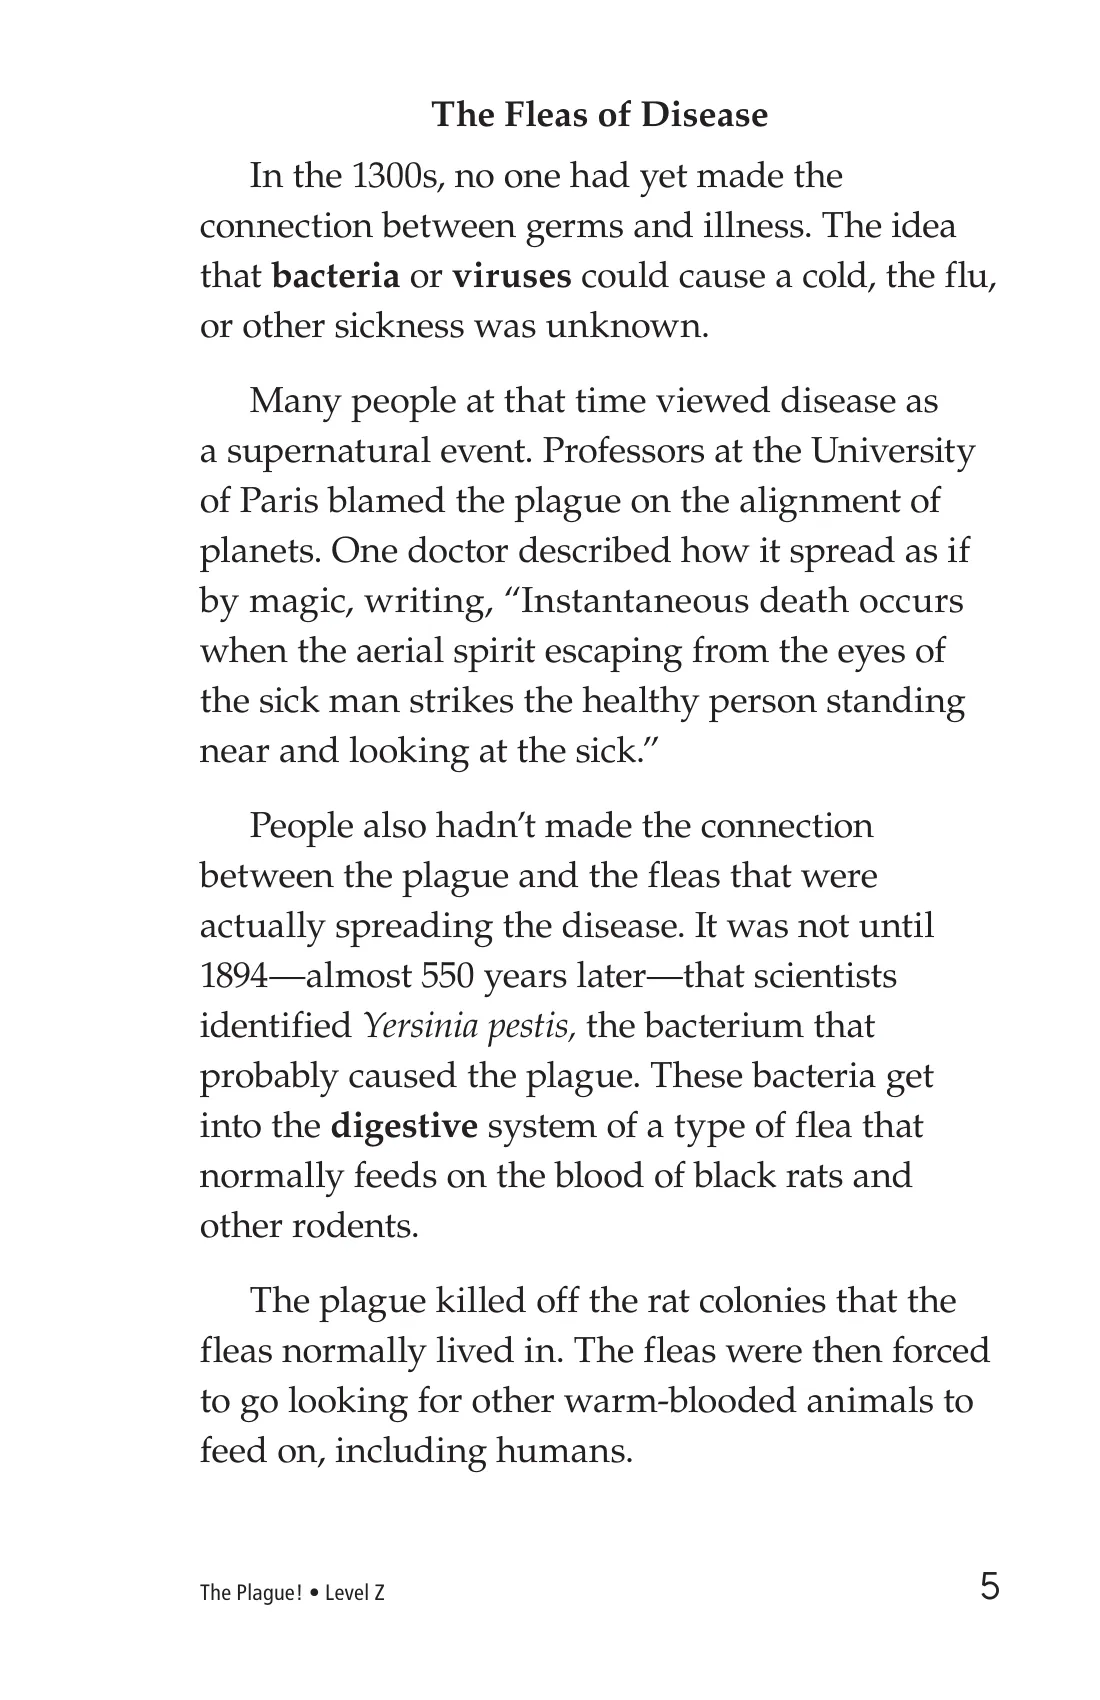 The Fleas of Disease
In the 1300s, no one had yet made the
connection between germs and illness. The idea
that bacteria or viruses could cause a cold, the flu,
or other sickness was unknown.
Many people at that time viewed disease as
a supernatural event. Professors at the University
of Paris blamed the plague on the alignment of
planets. One doctor described how it spread as if
by magic, writing, “Instantaneous death occurs
when the aerial spirit escaping from the eyes of
the sick man strikes the healthy person standing
near and looking at the sick.”
People also hadn’t made the connection
between the plague and the fleas that were
actually spreading the disease. It was not until
1894—almost 550 years later—that scientists
identified Yersinia pestis, the bacterium that
probably caused the plague. These bacteria get
into the digestive system of a type of flea that
normally feeds on the blood of black rats and
other rodents.
The plague killed off the rat colonies that the
fleas normally lived in. The fleas were then forced
to go looking for other warm-blooded animals to
feed on, including humans.
The Plague! • Level Z
5